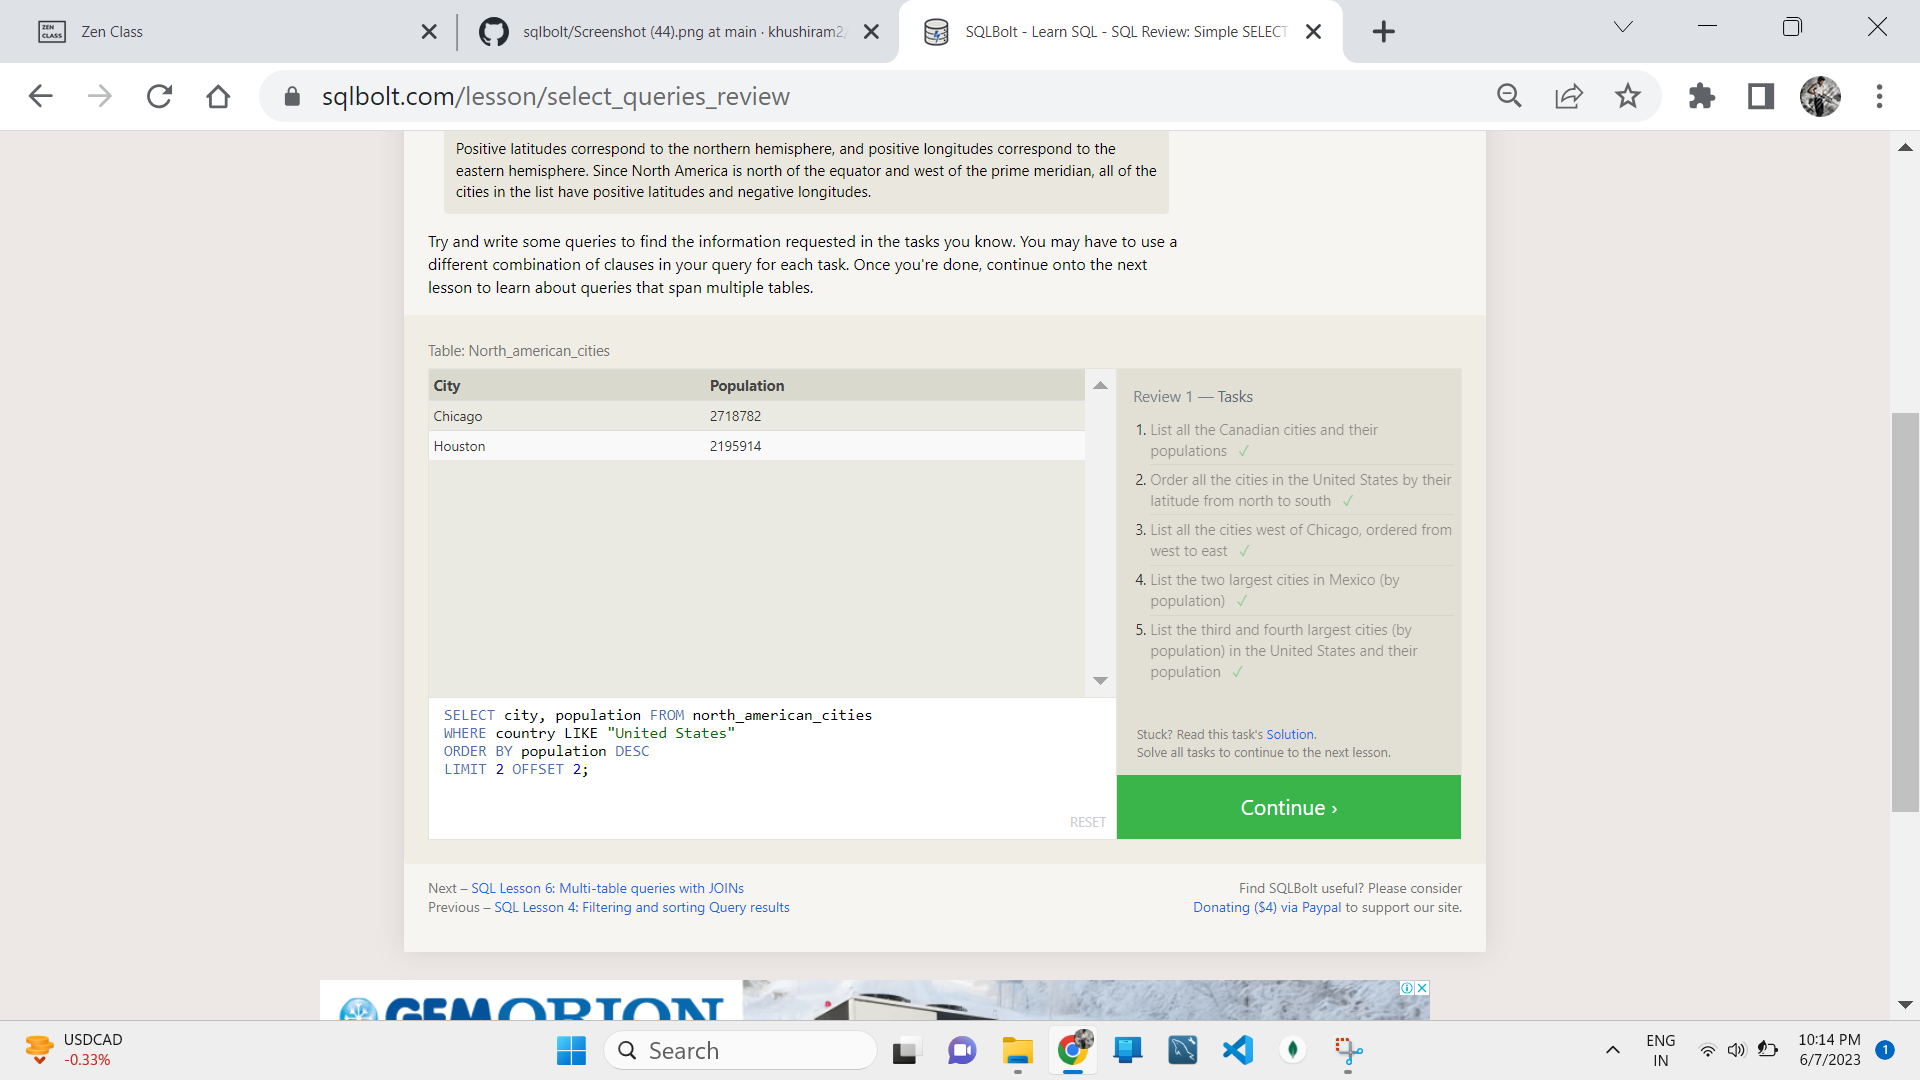 ZEN CLASS
Zen Class
sqlbolt/Screenshot (44).png at main · khushiram2
SQLBolt - Learn SQL - SQL Review: Simple SELECT
sqlbolt.com/lesson/select_queries_review
Positive latitudes correspond to the northern hemisphere, and positive longitudes correspond to the
eastern hemisphere. Since North America is north of the equator and west of the prime meridian, all of the
cities in the list have positive latitudes and negative longitudes.
Try and write some queries to find the information requested in the tasks you know. You may have to use a
different combination of clauses in your query for each task. Once you're done, continue onto the next
lesson to learn about queries that span multiple tables.
Table: North_american_cities
City Population
Chicago 2718782
Houston 2195914
SELECT city, population FROM north_american_cities
WHERE country LIKE "United States"
ORDER BY population DESC
LIMIT 2 OFFSET 2;
RESET
Review 1 — Tasks
1. List all the Canadian cities and their
populations ✓
2. Order all the cities in the United States by their
latitude from north to south ✓
3. List all the cities west of Chicago, ordered from
west to east ✓
4. List the two largest cities in Mexico (by
population) ✓
5. List the third and fourth largest cities (by
population) in the United States and their
population ✓
Stuck? Read this task's Solution.
Solve all tasks to continue to the next lesson.
Continue ›
Next – SQL Lesson 6: Multi-table queries with JOINs
Previous – SQL Lesson 4: Filtering and sorting Query results
Find SQLBolt useful? Please consider
Donating ($4) via Paypal to support our site.
GEM ORION
USDCAD
-0.33%
Search
ENG
IN
10:14 PM
6/7/2023
1